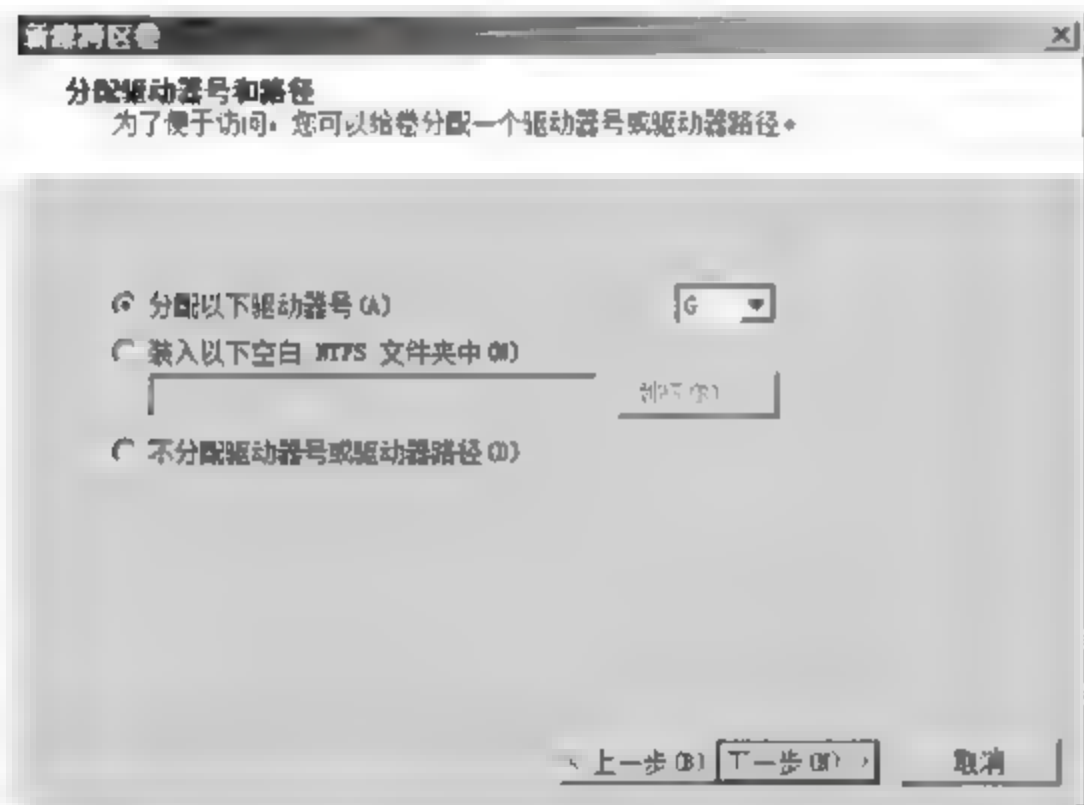 新建跨区卷
分配驱动器号和路径
为了便于访问，您可以给卷分配一个驱动器号或驱动器路径。
分配以下驱动器号(A) G
装入以下空白 NTFS 文件夹中(M)
浏览(R)
不分配驱动器号或驱动器路径(D)
< 上一步(B) 下一步(N) > 取消